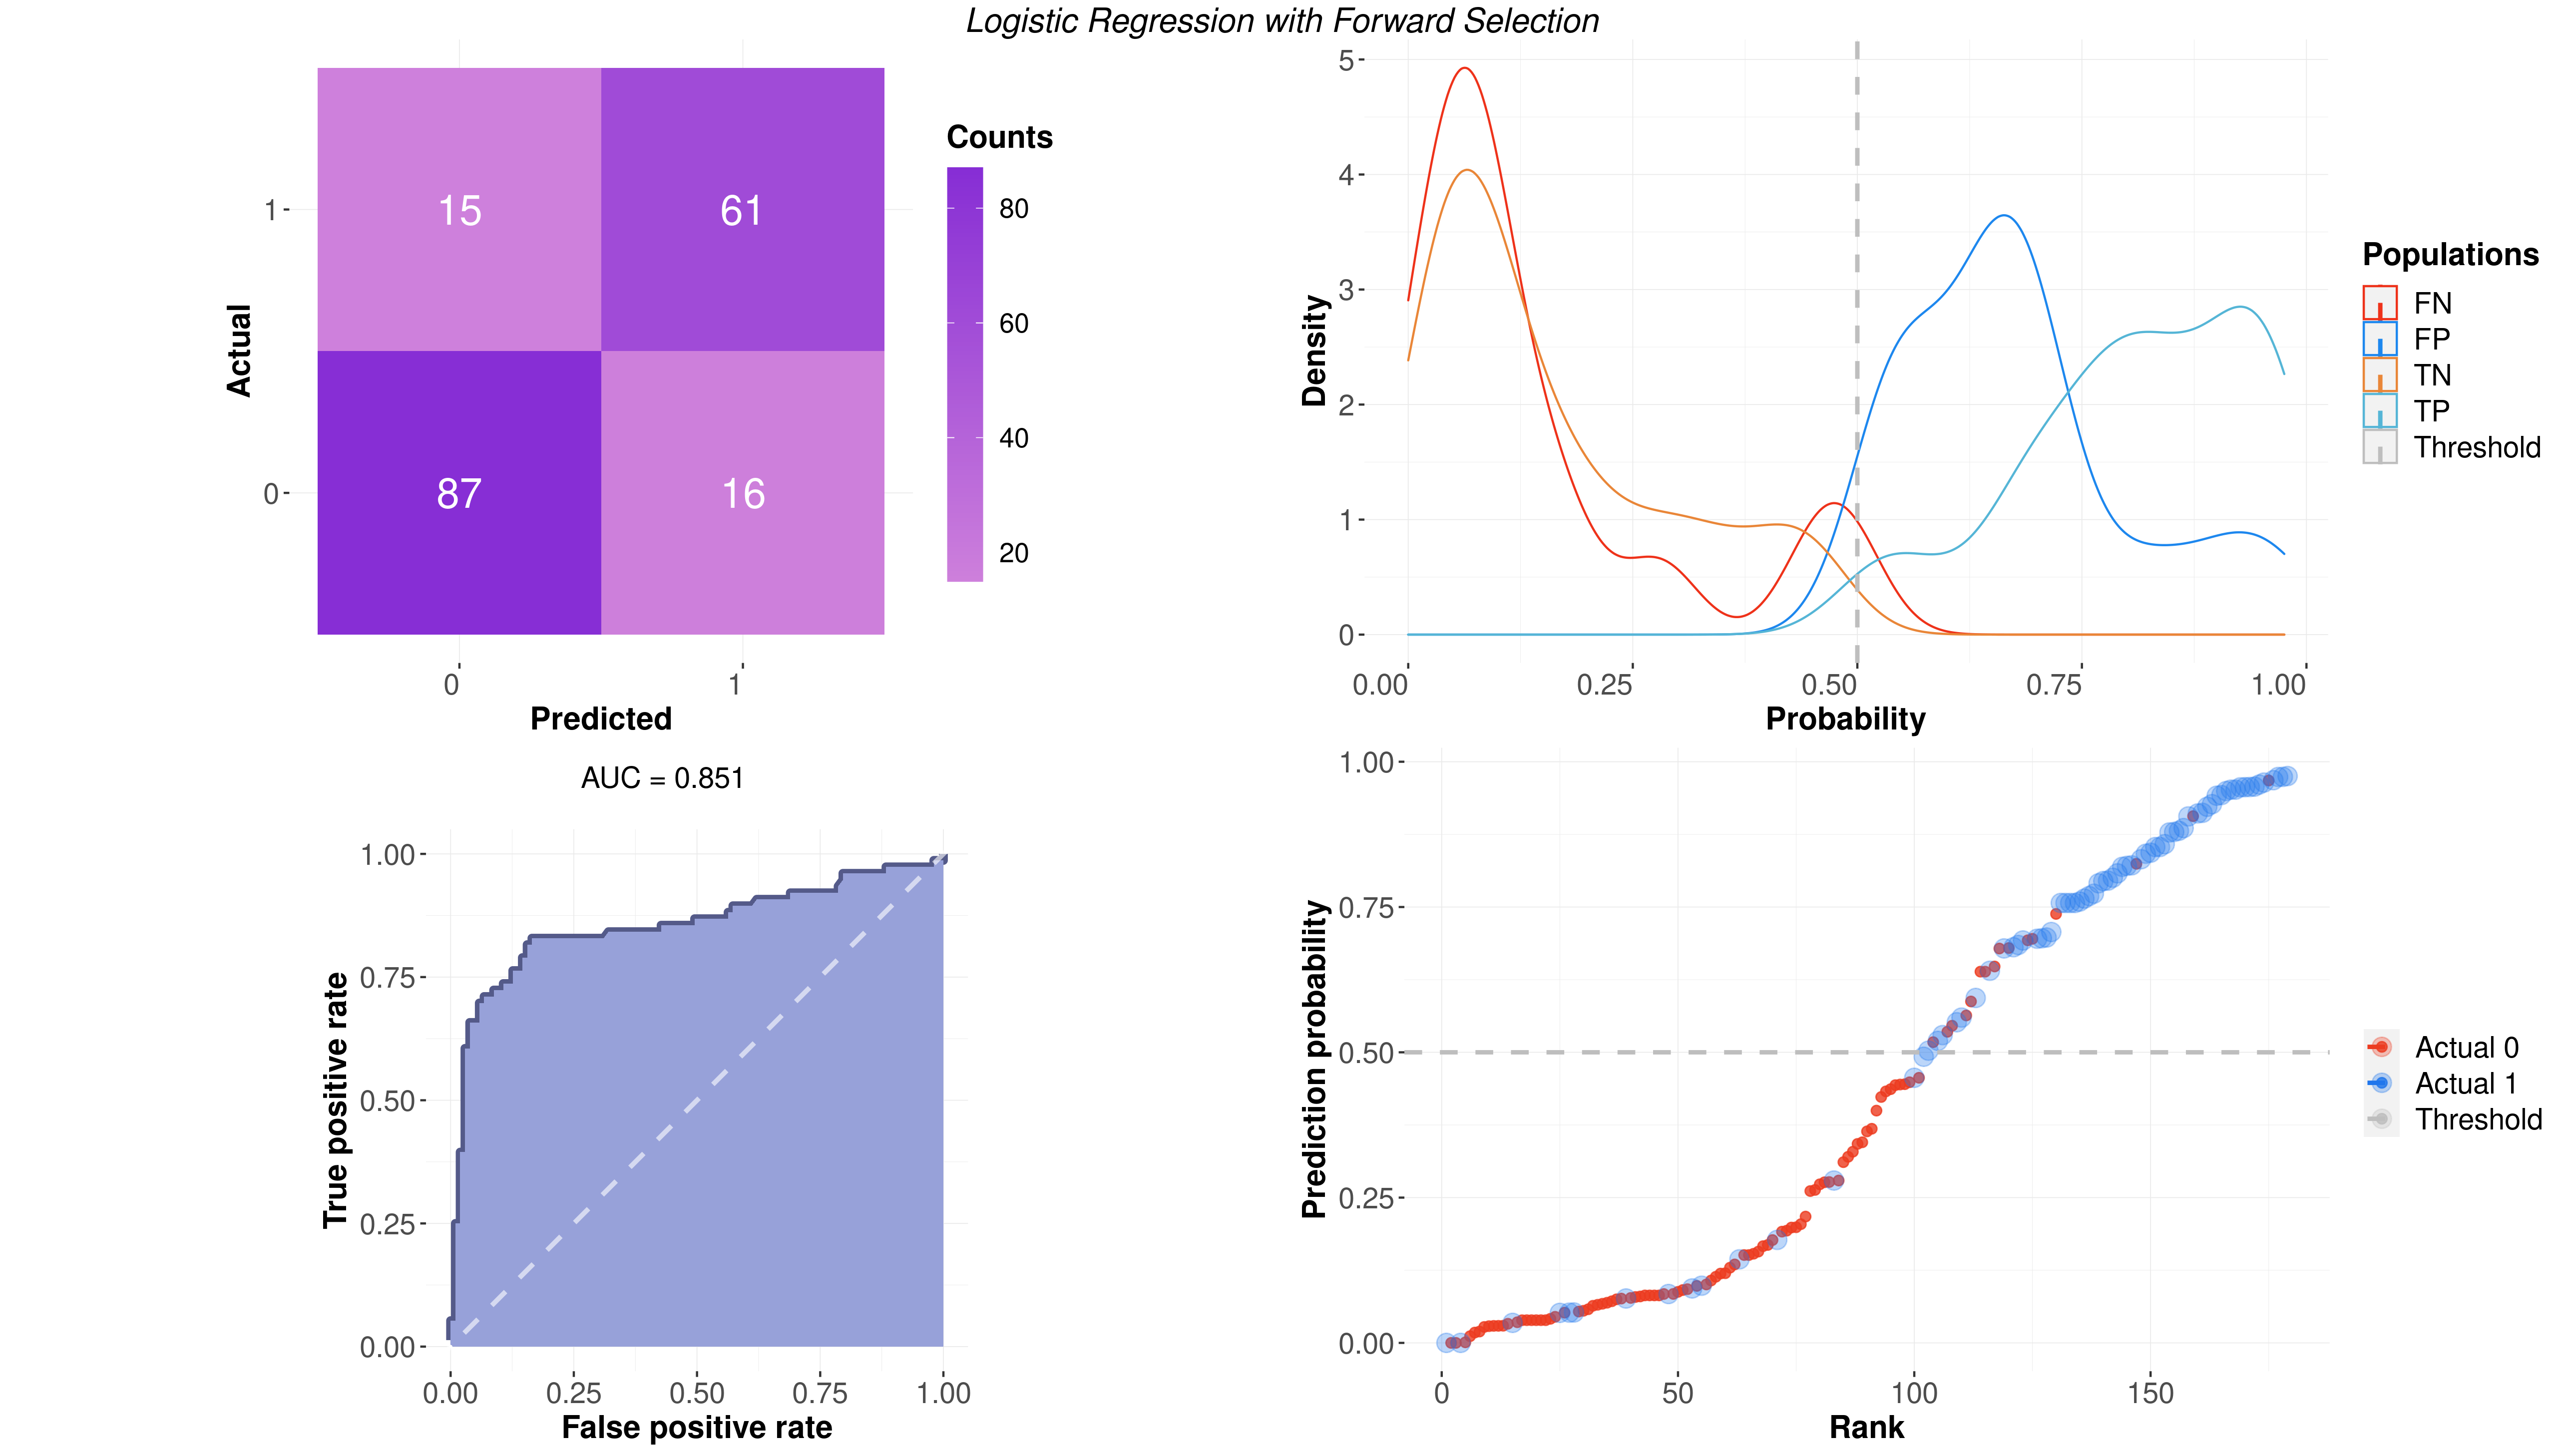 Logistic Regression with Forward Selection
15
61
87
16
1
0
Actual
0
1
Predicted
Counts
80
60
40
20
5
4
3
2
1
0
Density
0.00
0.25
0.50
0.75
1.00
Probability
Populations
FN
FP
TN
TP
Threshold
AUC = 0.851
1.00
0.75
0.50
0.25
0.00
True positive rate
0.00
0.25
0.50
0.75
1.00
False positive rate
1.00
0.75
0.50
0.25
0.00
Prediction probability
0
50
100
150
Rank
Actual 0
Actual 1
Threshold